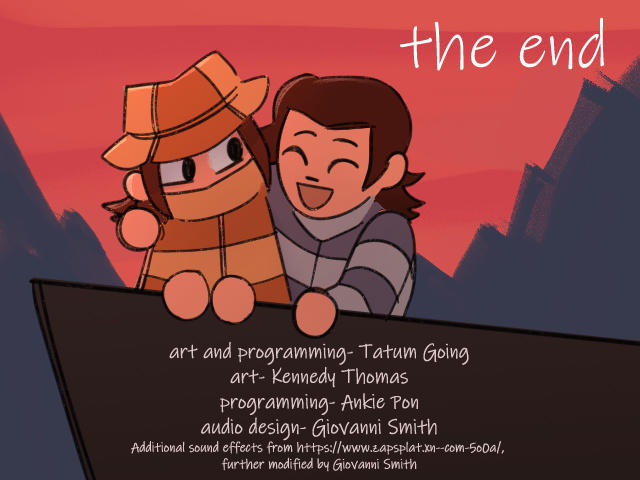 the end
art and programming- Tatum Going
art- Kennedy Thomas
programming- Ankie Pon
audio design- Giovanni Smith
Additional sound effects from https://www.zapsplat.xn--com-5o0a/,
further modified by Giovanni Smith